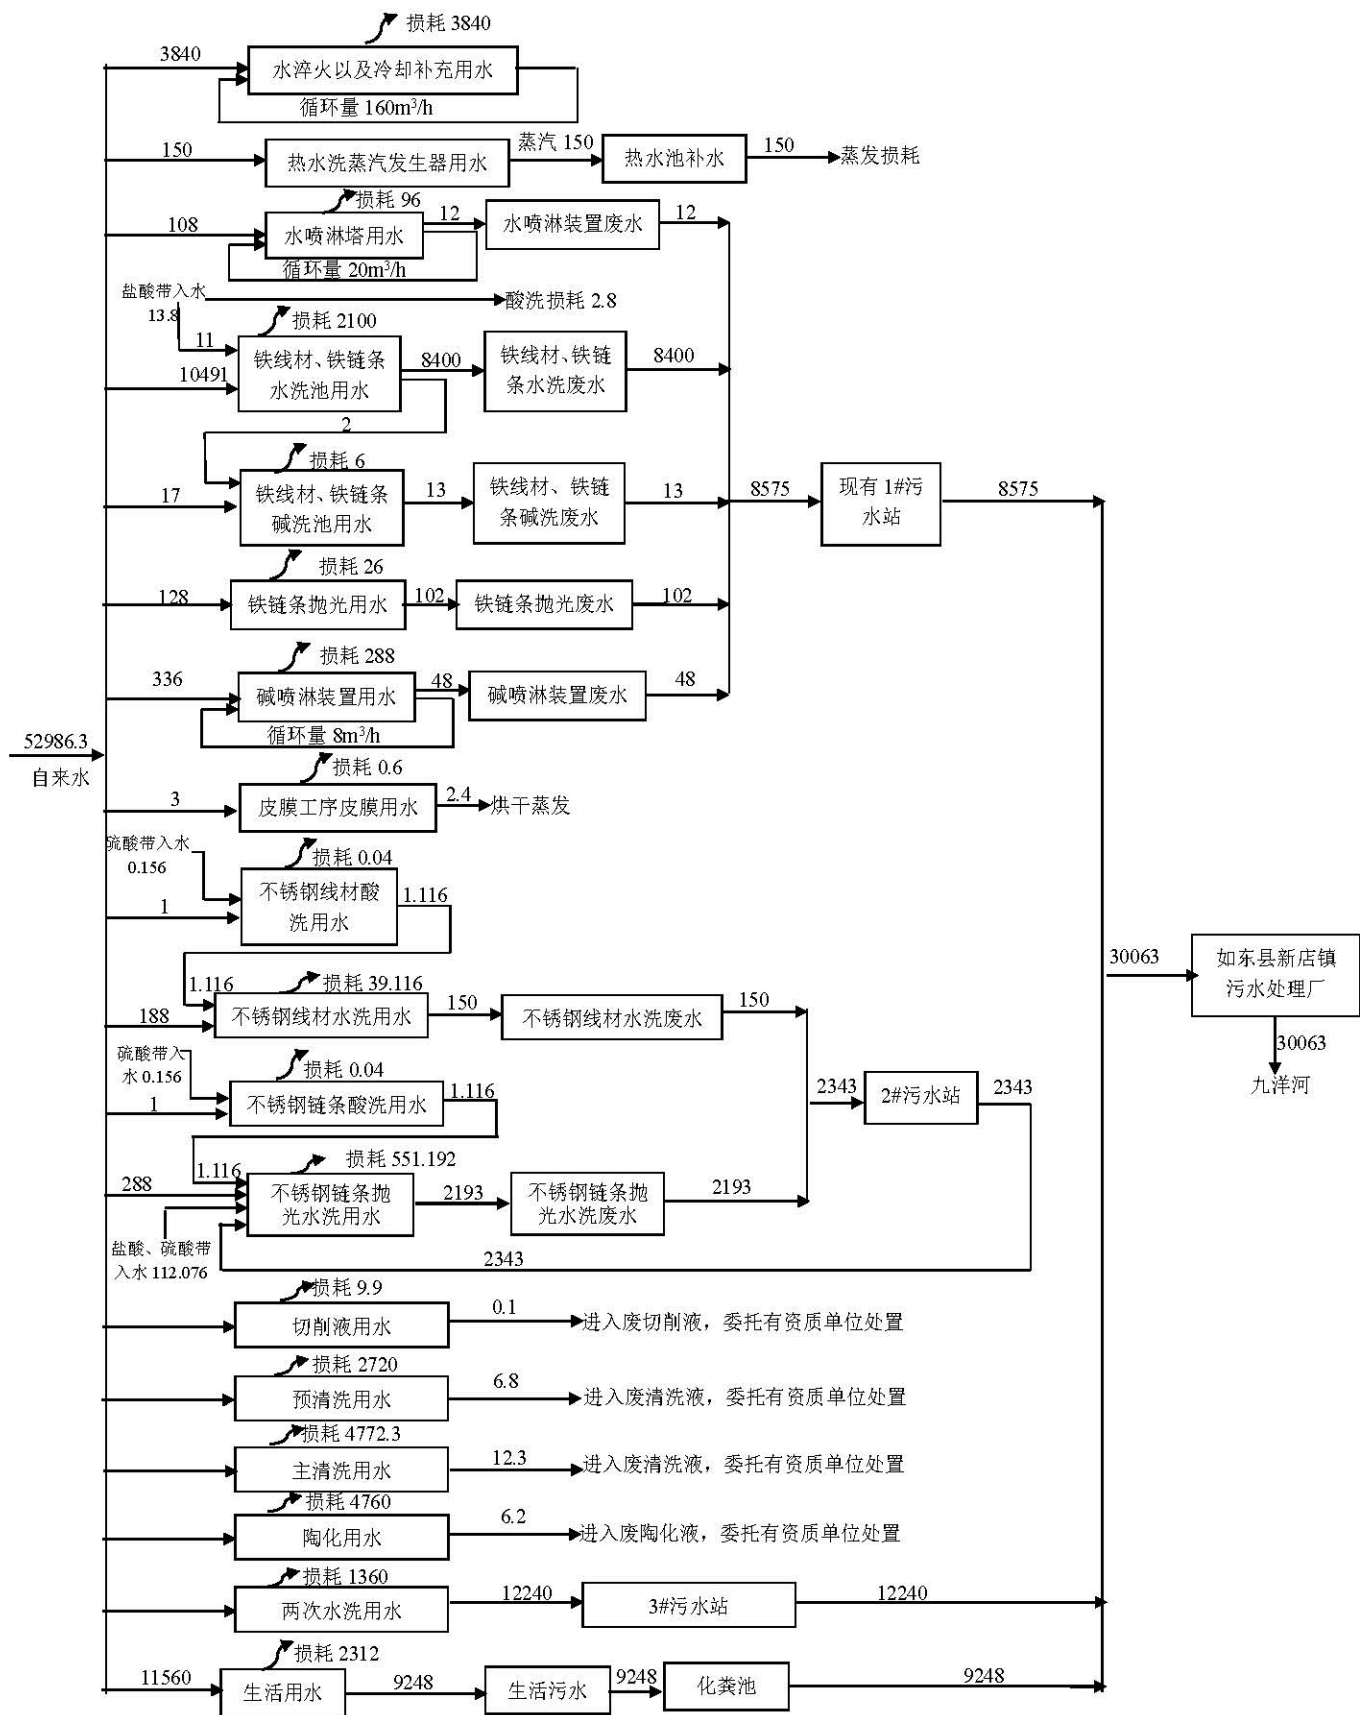 损耗 3840
3840
水淬火以及冷却补充用水
循环量 160m³/h
150
热水洗蒸汽发生器用水
蒸汽 150
热水池补水
150
蒸发损耗
损耗 96
108
水喷淋塔用水
12
水喷淋装置废水
12
循环量 20m³/h
盐酸带入水
13.8
酸洗损耗 2.8
损耗 2100
11
10491
铁线材、铁链条
水洗池用水
8400
铁线材、铁链
条水洗废水
8400
2
损耗 6
17
铁线材、铁链条
碱洗池用水
13
铁线材、铁链
条碱洗废水
13
8575
现有 1#污
水站
8575
损耗 26
128
铁链条抛光用水
102
铁链条抛光废水
102
损耗 288
336
碱喷淋装置用水
48
碱喷淋装置废水
48
循环量 8m³/h
52986.3
自来水
损耗 0.6
3
皮膜工序皮膜用水
2.4
烘干蒸发
硫酸带入水
0.156
损耗 0.04
1
不锈钢线材酸
洗用水
1.116
1.116
损耗 39.116
188
不锈钢线材水洗用水
150
不锈钢线材水洗废水
150
30063
如东县新店镇
污水处理厂
30063
九洋河
硫酸带入
水 0.156
损耗 0.04
1
不锈钢链条酸洗用水
1.116
2343
2#污水站
2343
1.116
损耗 551.192
288
不锈钢链条抛
光水洗用水
2193
不锈钢链条抛
光水洗废水
2193
盐酸、硫酸带
入水 112.076
2343
损耗 9.9
切削液用水
0.1
进入废切削液，委托有资质单位处置
损耗 2720
预清洗用水
6.8
进入废清洗液，委托有资质单位处置
损耗 4772.3
主清洗用水
12.3
进入废清洗液，委托有资质单位处置
损耗 4760
陶化用水
6.2
进入废陶化液，委托有资质单位处置
损耗 1360
两次水洗用水
12240
3#污水站
12240
损耗 2312
11560
生活用水
9248
生活污水
9248
化粪池
9248